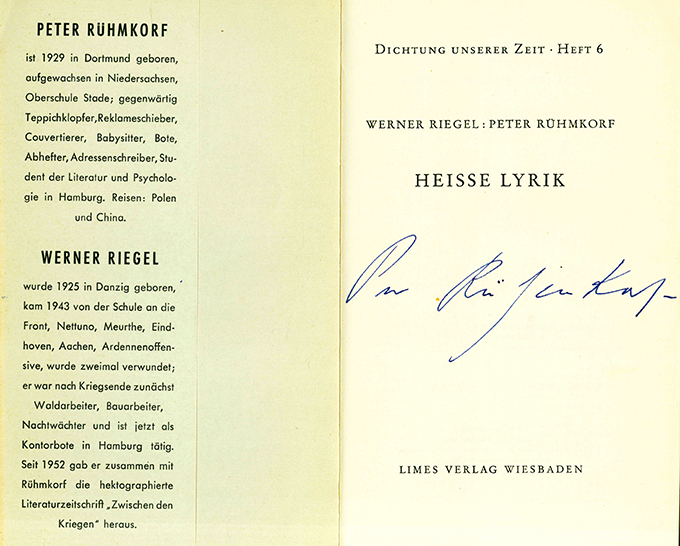 PETER RÜHMKORF
ist 1929 in Dortmund geboren,
aufgewachsen in Niedersachsen,
Oberschule Stade; gegenwärtig
Teppichklopfer, Reklameschieber,
Couvertierer, Babysitter, Bote,
Abhefter, Adressenschreiber, Stu-
dent der Literatur und Psycholo-
gie in Hamburg. Reisen: Polen
und China.
WERNER RIEGEL
wurde 1925 in Danzig geboren,
kam 1943 von der Schule an die
Front, Nettuno, Meurthe, Eind-
hoven, Aachen, Ardennenoffen-
sive, wurde zweimal verwundet;
er war nach Kriegsende zunächst
Waldarbeiter, Bauarbeiter,
Nachtwächter und ist jetzt als
Kontorbote in Hamburg tätig.
Seit 1952 gab er zusammen mit
Rühmkorf die hektographierte
Literaturzeitschrift „Zwischen den
Kriegen" heraus.
DICHTUNG UNSERER ZEIT · HEFT 6
WERNER RIEGEL : PETER RÜHMKORF
HEISSE LYRIK
LIMES VERLAG WIESBADEN